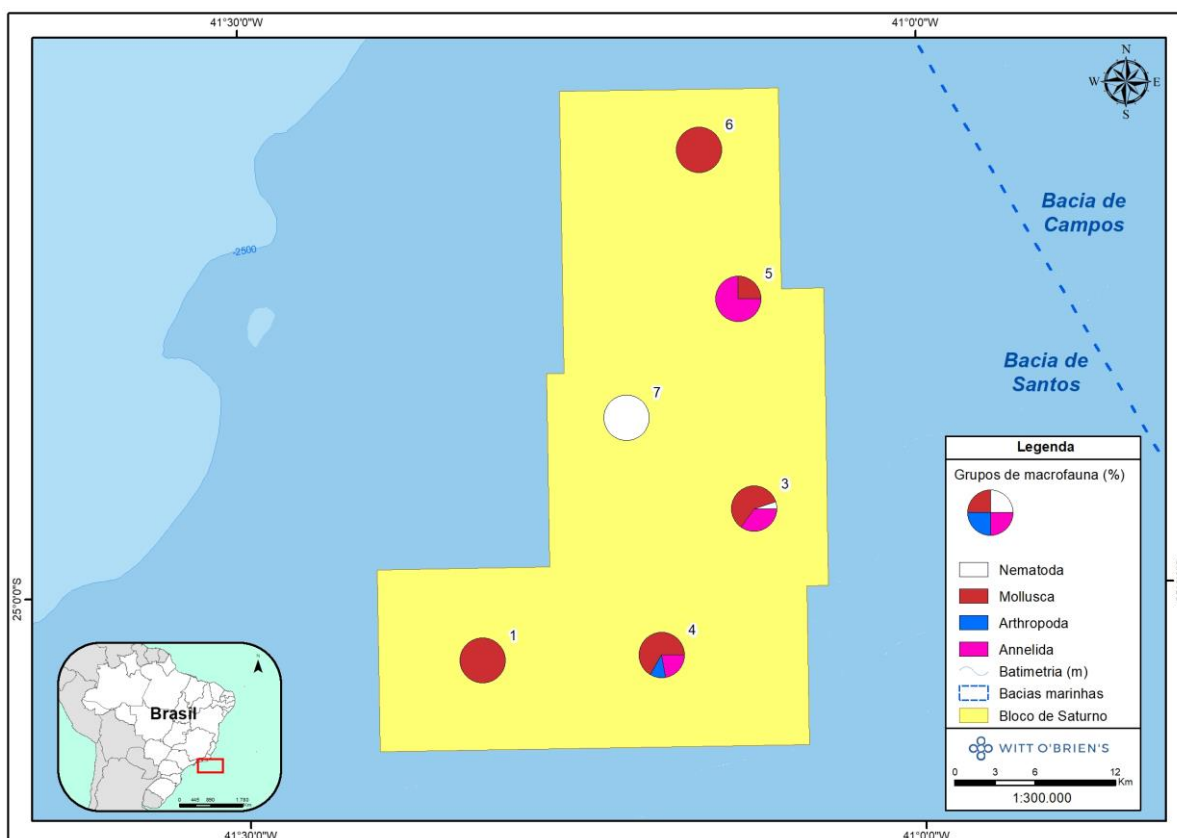 41°30'0"W
41°0'0"W
N
W
E
S
6
Bacia de
Campos
-2500
5
Bacia de
Santos
7
Legenda
Grupos de macrofauna (%)
3
Nematoda
Mollusca
Arthropoda
Annelida
Batimetria (m)
Bacias marinhas
Bloco de Saturno
25°0'0"S
1
4
N
Brasil
WITT O'BRIEN'S
0 3 6 12
Km
1:300.000
41°30'0"W
41°0'0"W